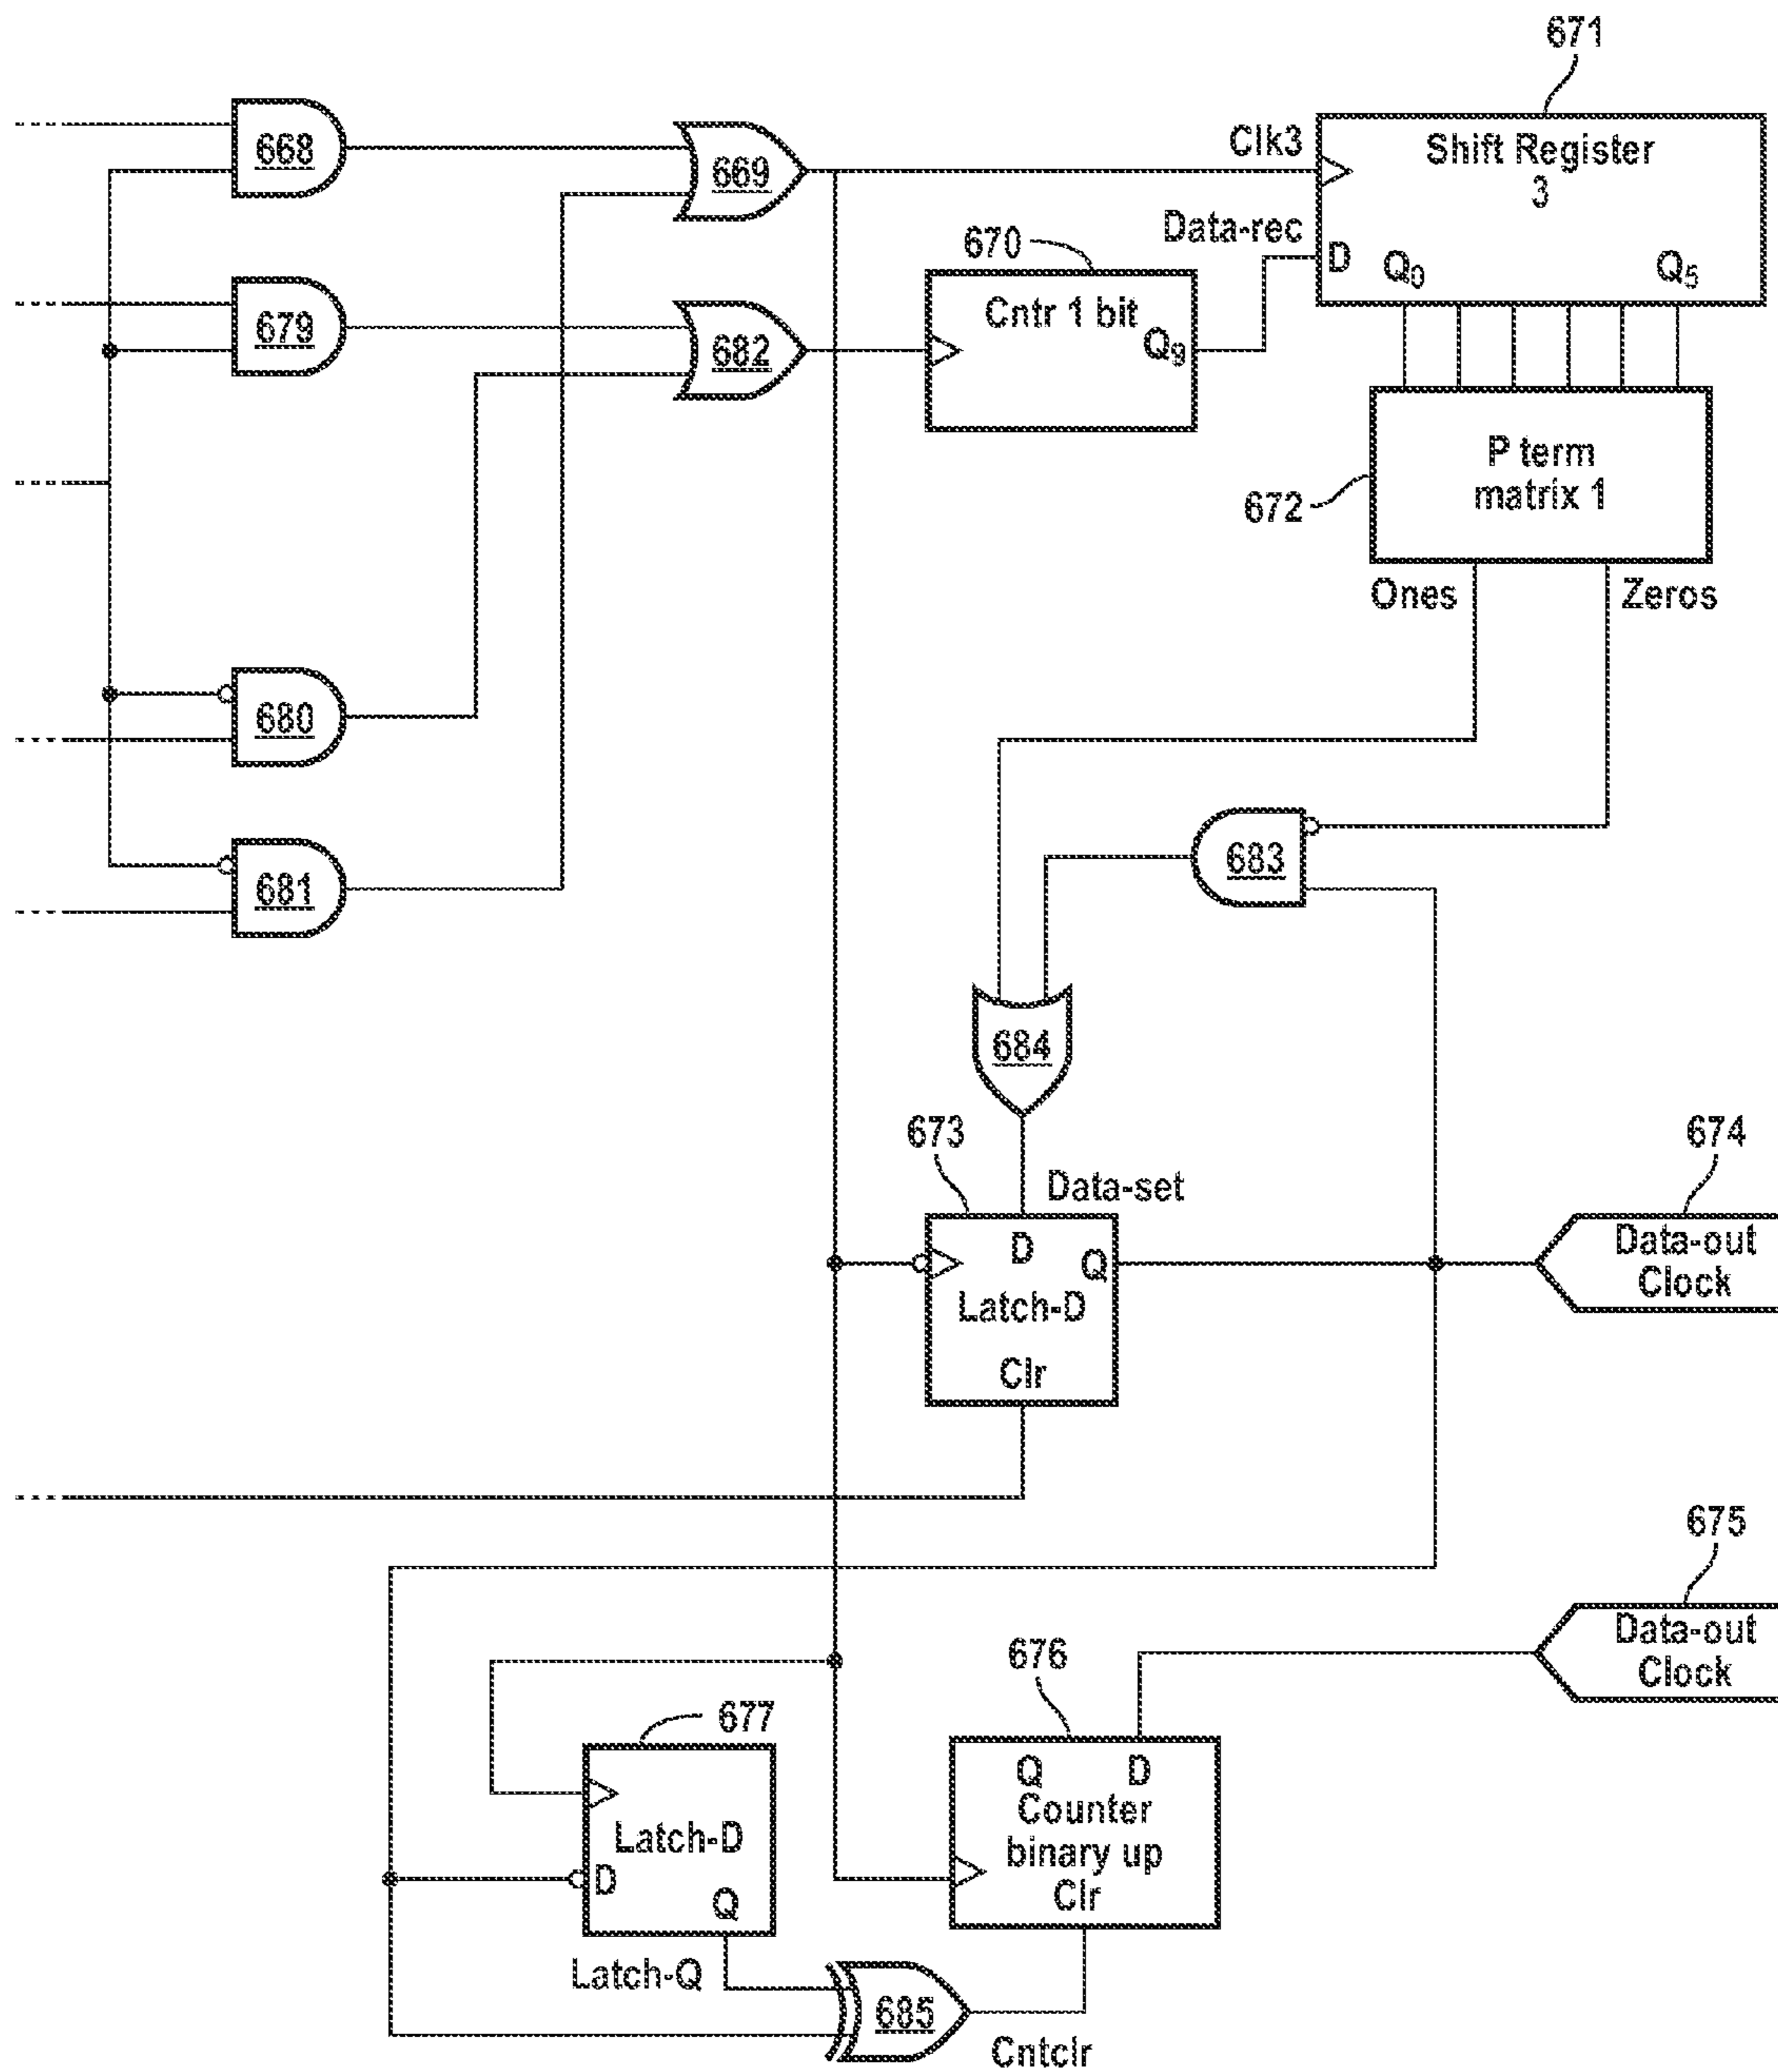 671
668
669
Clk3
Shift Register
3
Data-rec
670
D
Q0
Q5
679
682
Cntr 1 bit
Q9
P term
matrix 1
672
Ones
Zeros
680
683
681
684
673
674
Data-set
D
Q
Data-out
Clock
Latch-D
Clr
675
676
Data-out
Clock
677
Q
D
Counter
binary up
Clr
Latch-D
D
Q
Latch-Q
685
Cntclr